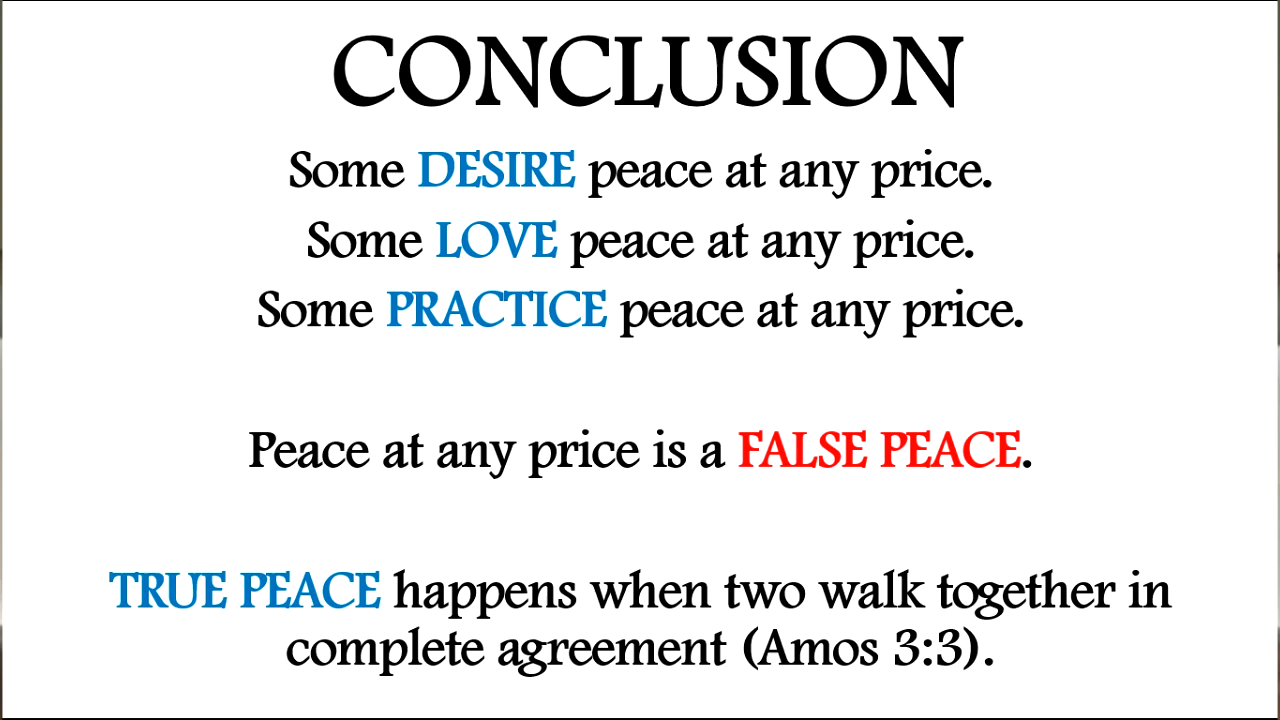 CONCLUSION
Some DESIRE peace at any price.
Some LOVE peace at any price.
Some PRACTICE peace at any price.
Peace at any price is a FALSE PEACE.
TRUE PEACE happens when two walk together in
complete agreement (Amos 3:3).